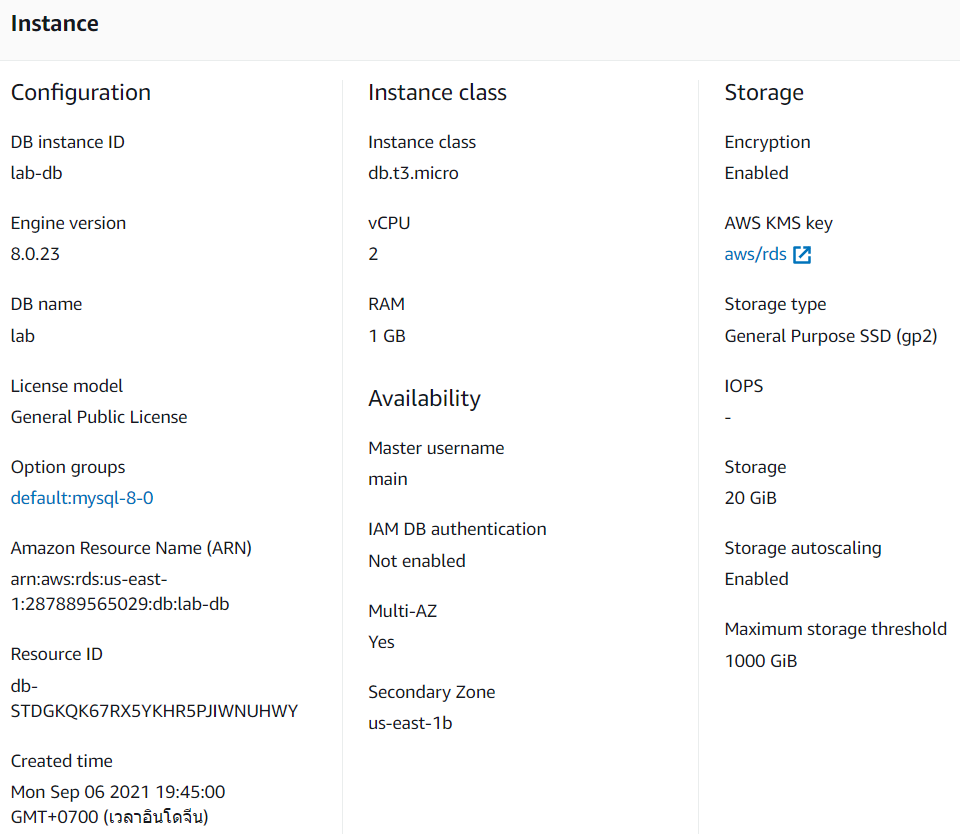 Instance
Configuration
DB instance ID
lab-db
Engine version
8.0.23
DB name
lab
License model
General Public License
Option groups
default:mysql-8-0
Amazon Resource Name (ARN)
arn:aws:rds:us-east-
1:287889565029:db:lab-db
Resource ID
db-
STDGKQK67RX5YKHR5PJIWNUHWY
Created time
Mon Sep 06 2021 19:45:00
GMT+0700 (เวลาอินโดจีน)
Instance class
Instance class
db.t3.micro
vCPU
2
RAM
1 GB
Availability
Master username
main
IAM DB authentication
Not enabled
Multi-AZ
Yes
Secondary Zone
us-east-1b
Storage
Encryption
Enabled
AWS KMS key
aws/rds
Storage type
General Purpose SSD (gp2)
IOPS
-
Storage
20 GiB
Storage autoscaling
Enabled
Maximum storage threshold
1000 GiB